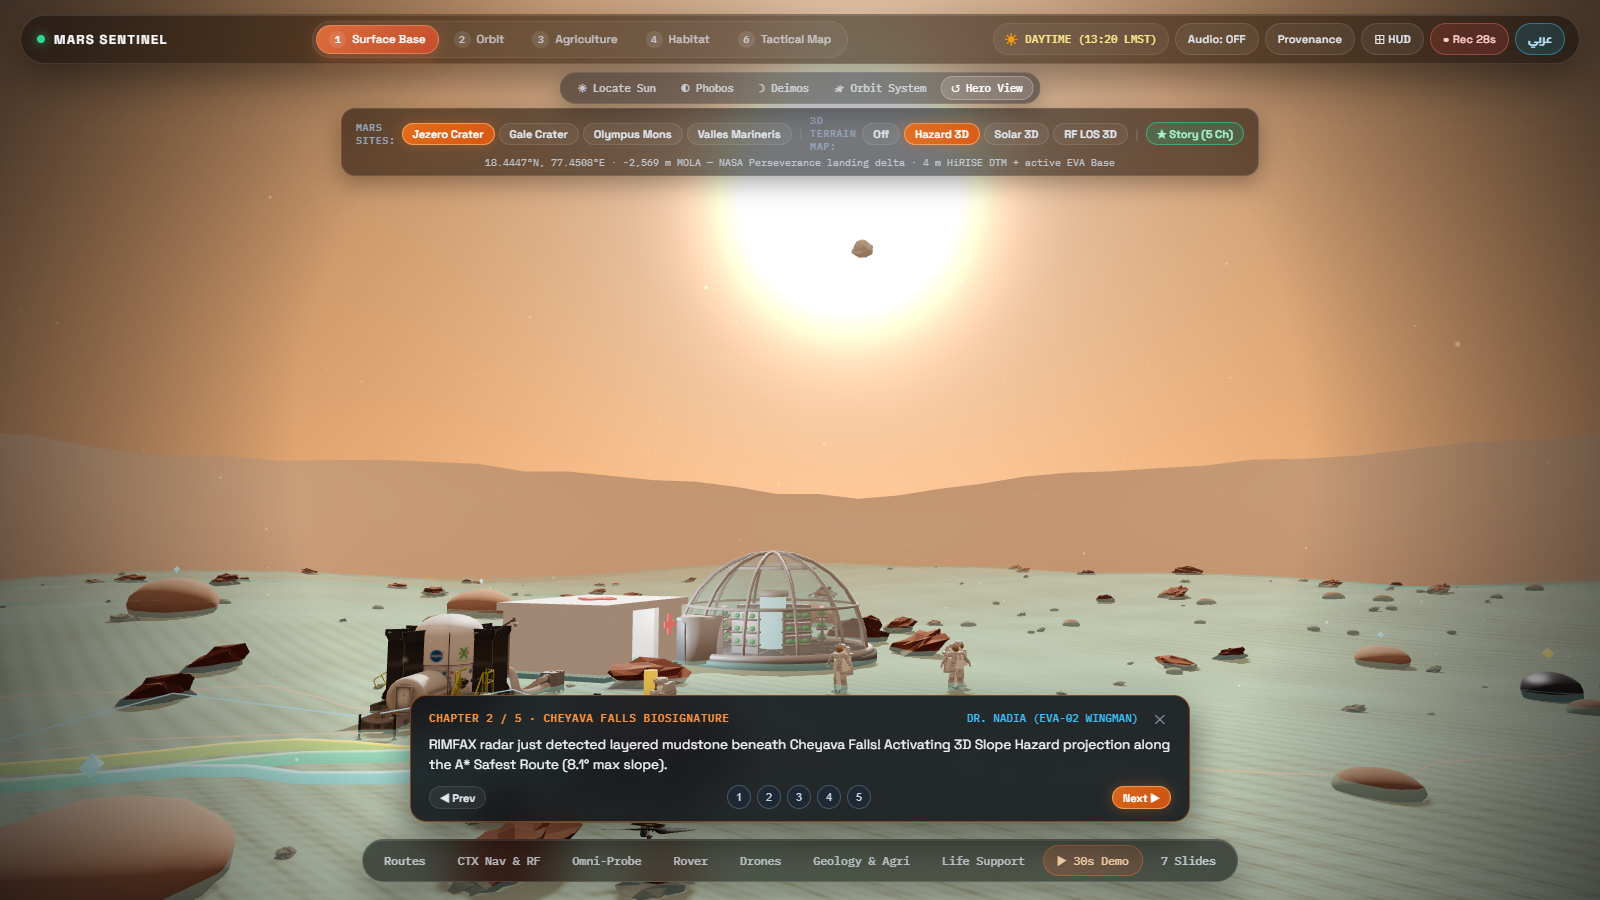 MARS SENTINEL
1 Surface Base
2 Orbit
3 Agriculture
4 Habitat
6 Tactical Map
DAYTIME (13:20 LMST)
Audio: OFF
Provenance
HUD
Rec 28s
عربي
Locate Sun
Phobos
Deimos
Orbit System
Hero View
MARS
SITES:
Jezero Crater
Gale Crater
Olympus Mons
Valles Marineris
3D
TERRAIN
MAP:
Off
Hazard 3D
Solar 3D
RF LOS 3D
★ Story (5 Ch)
18.4447°N, 77.4508°E · -2,569 m MOLA — NASA Perseverance landing delta · 4 m HiRISE DTM + active EVA Base
CHAPTER 2 / 5 · CHEYAVA FALLS BIOSIGNATURE
DR. NADIA (EVA-02 WINGMAN)
RIMFAX radar just detected layered mudstone beneath Cheyava Falls! Activating 3D Slope Hazard projection along
the A* Safest Route (8.1° max slope).
◀ Prev
1 2 3 4 5
Next ▶
Routes
CTX Nav & RF
Omni-Probe
Rover
Drones
Geology & Agri
Life Support
▶ 30s Demo
7 Slides